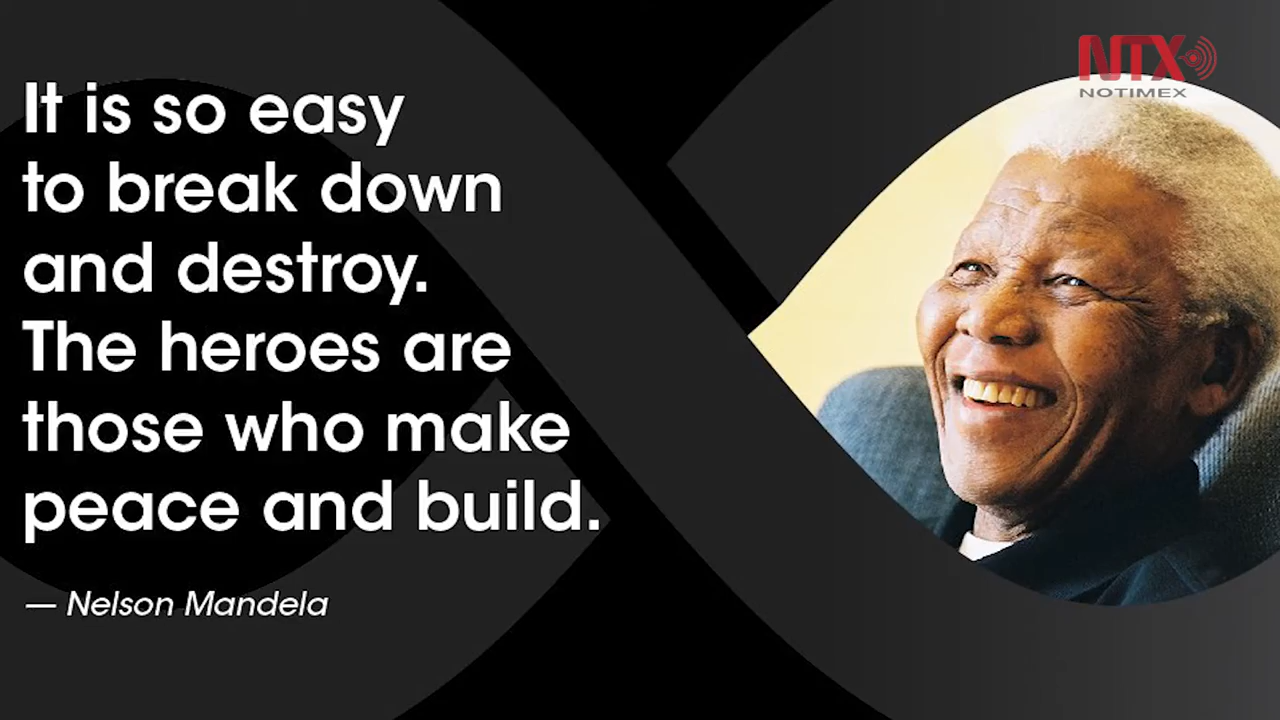 It is so easy
to break down
and destroy.
The heroes are
those who make
peace and build.
— Nelson Mandela
NTX
NOTIMEX